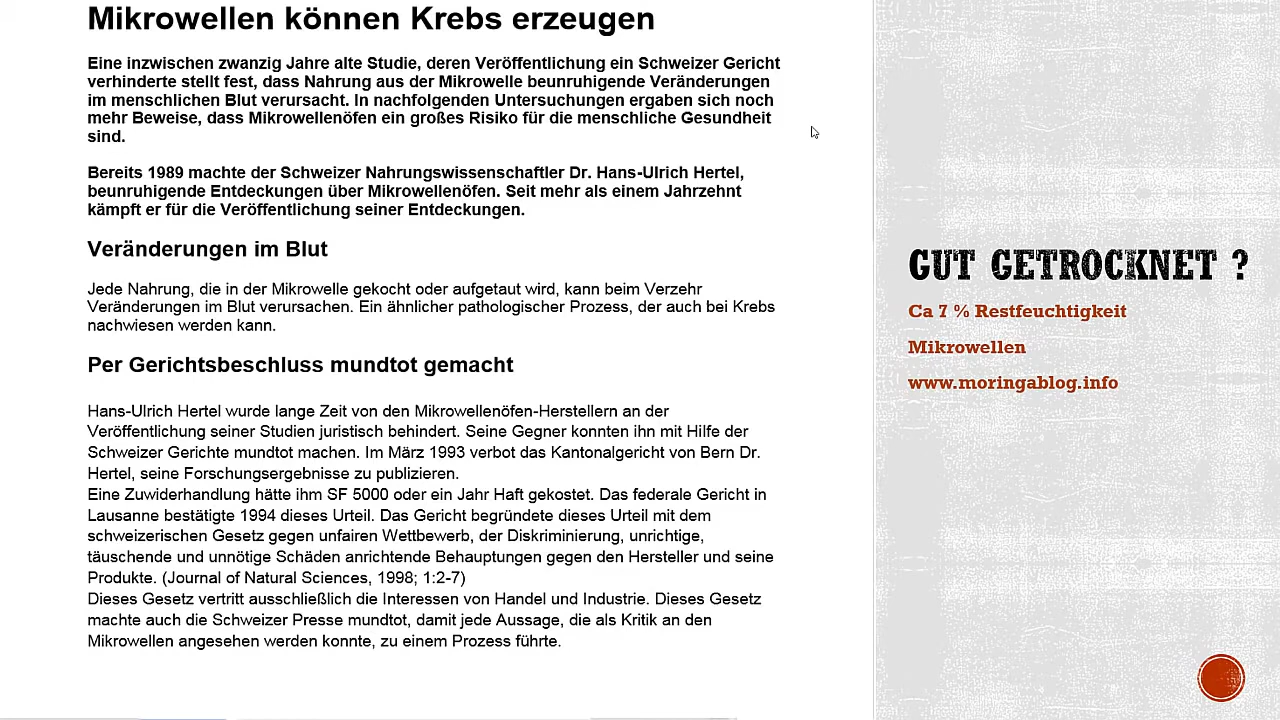 Mikrowellen können Krebs erzeugen
Eine inzwischen zwanzig Jahre alte Studie, deren Veröffentlichung ein Schweizer Gericht
verhinderte stellt fest, dass Nahrung aus der Mikrowelle beunruhigende Veränderungen
im menschlichen Blut verursacht. In nachfolgenden Untersuchungen ergaben sich noch
mehr Beweise, dass Mikrowellenöfen ein großes Risiko für die menschliche Gesundheit
sind.
Bereits 1989 machte der Schweizer Nahrungswissenschaftler Dr. Hans-Ulrich Hertel,
beunruhigende Entdeckungen über Mikrowellenöfen. Seit mehr als einem Jahrzehnt
kämpft er für die Veröffentlichung seiner Entdeckungen.
Veränderungen im Blut
Jede Nahrung, die in der Mikrowelle gekocht oder aufgetaut wird, kann beim Verzehr
Veränderungen im Blut verursachen. Ein ähnlicher pathologischer Prozess, der auch bei Krebs
nachwiesen werden kann.
Per Gerichtsbeschluss mundtot gemacht
Hans-Ulrich Hertel wurde lange Zeit von den Mikrowellenöfen-Herstellern an der
Veröffentlichung seiner Studien juristisch behindert. Seine Gegner konnten ihn mit Hilfe der
Schweizer Gerichte mundtot machen. Im März 1993 verbot das Kantonalgericht von Bern Dr.
Hertel, seine Forschungsergebnisse zu publizieren.
Eine Zuwiderhandlung hätte ihm SF 5000 oder ein Jahr Haft gekostet. Das federale Gericht in
Lausanne bestätigte 1994 dieses Urteil. Das Gericht begründete dieses Urteil mit dem
schweizerischen Gesetz gegen unfairen Wettbewerb, der Diskriminierung, unrichtige,
täuschende und unnötige Schäden anrichtende Behauptungen gegen den Hersteller und seine
Produkte. (Journal of Natural Sciences, 1998; 1:2-7)
Dieses Gesetz vertritt ausschließlich die Interessen von Handel und Industrie. Dieses Gesetz
machte auch die Schweizer Presse mundtot, damit jede Aussage, die als Kritik an den
Mikrowellen angesehen werden konnte, zu einem Prozess führte.
GUT GETROCKNET ?
Ca 7 % Restfeuchtigkeit
Mikrowellen
www.moringablog.info